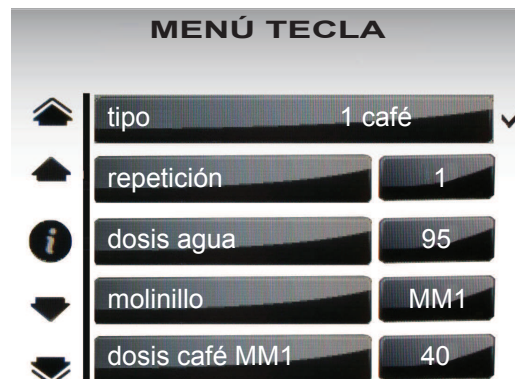 MENÚ TECLA
tipo 1 café
repetición 1
dosis agua 95
molinillo MM1
dosis café MM1 40